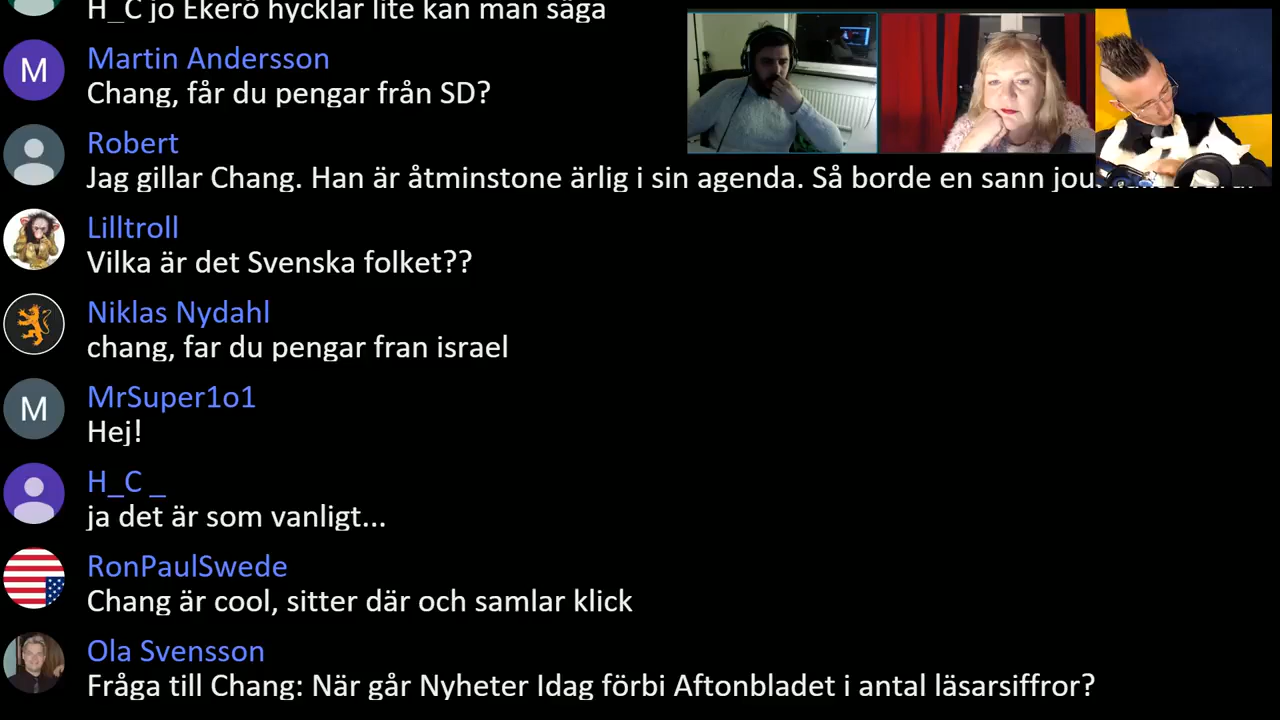 H_C jo Ekerö hycklar lite kan man säga
M
Martin Andersson
Chang, får du pengar från SD?
Robert
Jag gillar Chang. Han är åtminstone ärlig i sin agenda. Så borde en sann
Lilltroll
Vilka är det Svenska folket??
Niklas Nydahl
chang, far du pengar fran israel
M
MrSuper1o1
Hej!
H_C _
ja det är som vanligt...
RonPaulSwede
Chang är cool, sitter där och samlar klick
Ola Svensson
Fråga till Chang: När går Nyheter Idag förbi Aftonbladet i antal läsarsiffror?